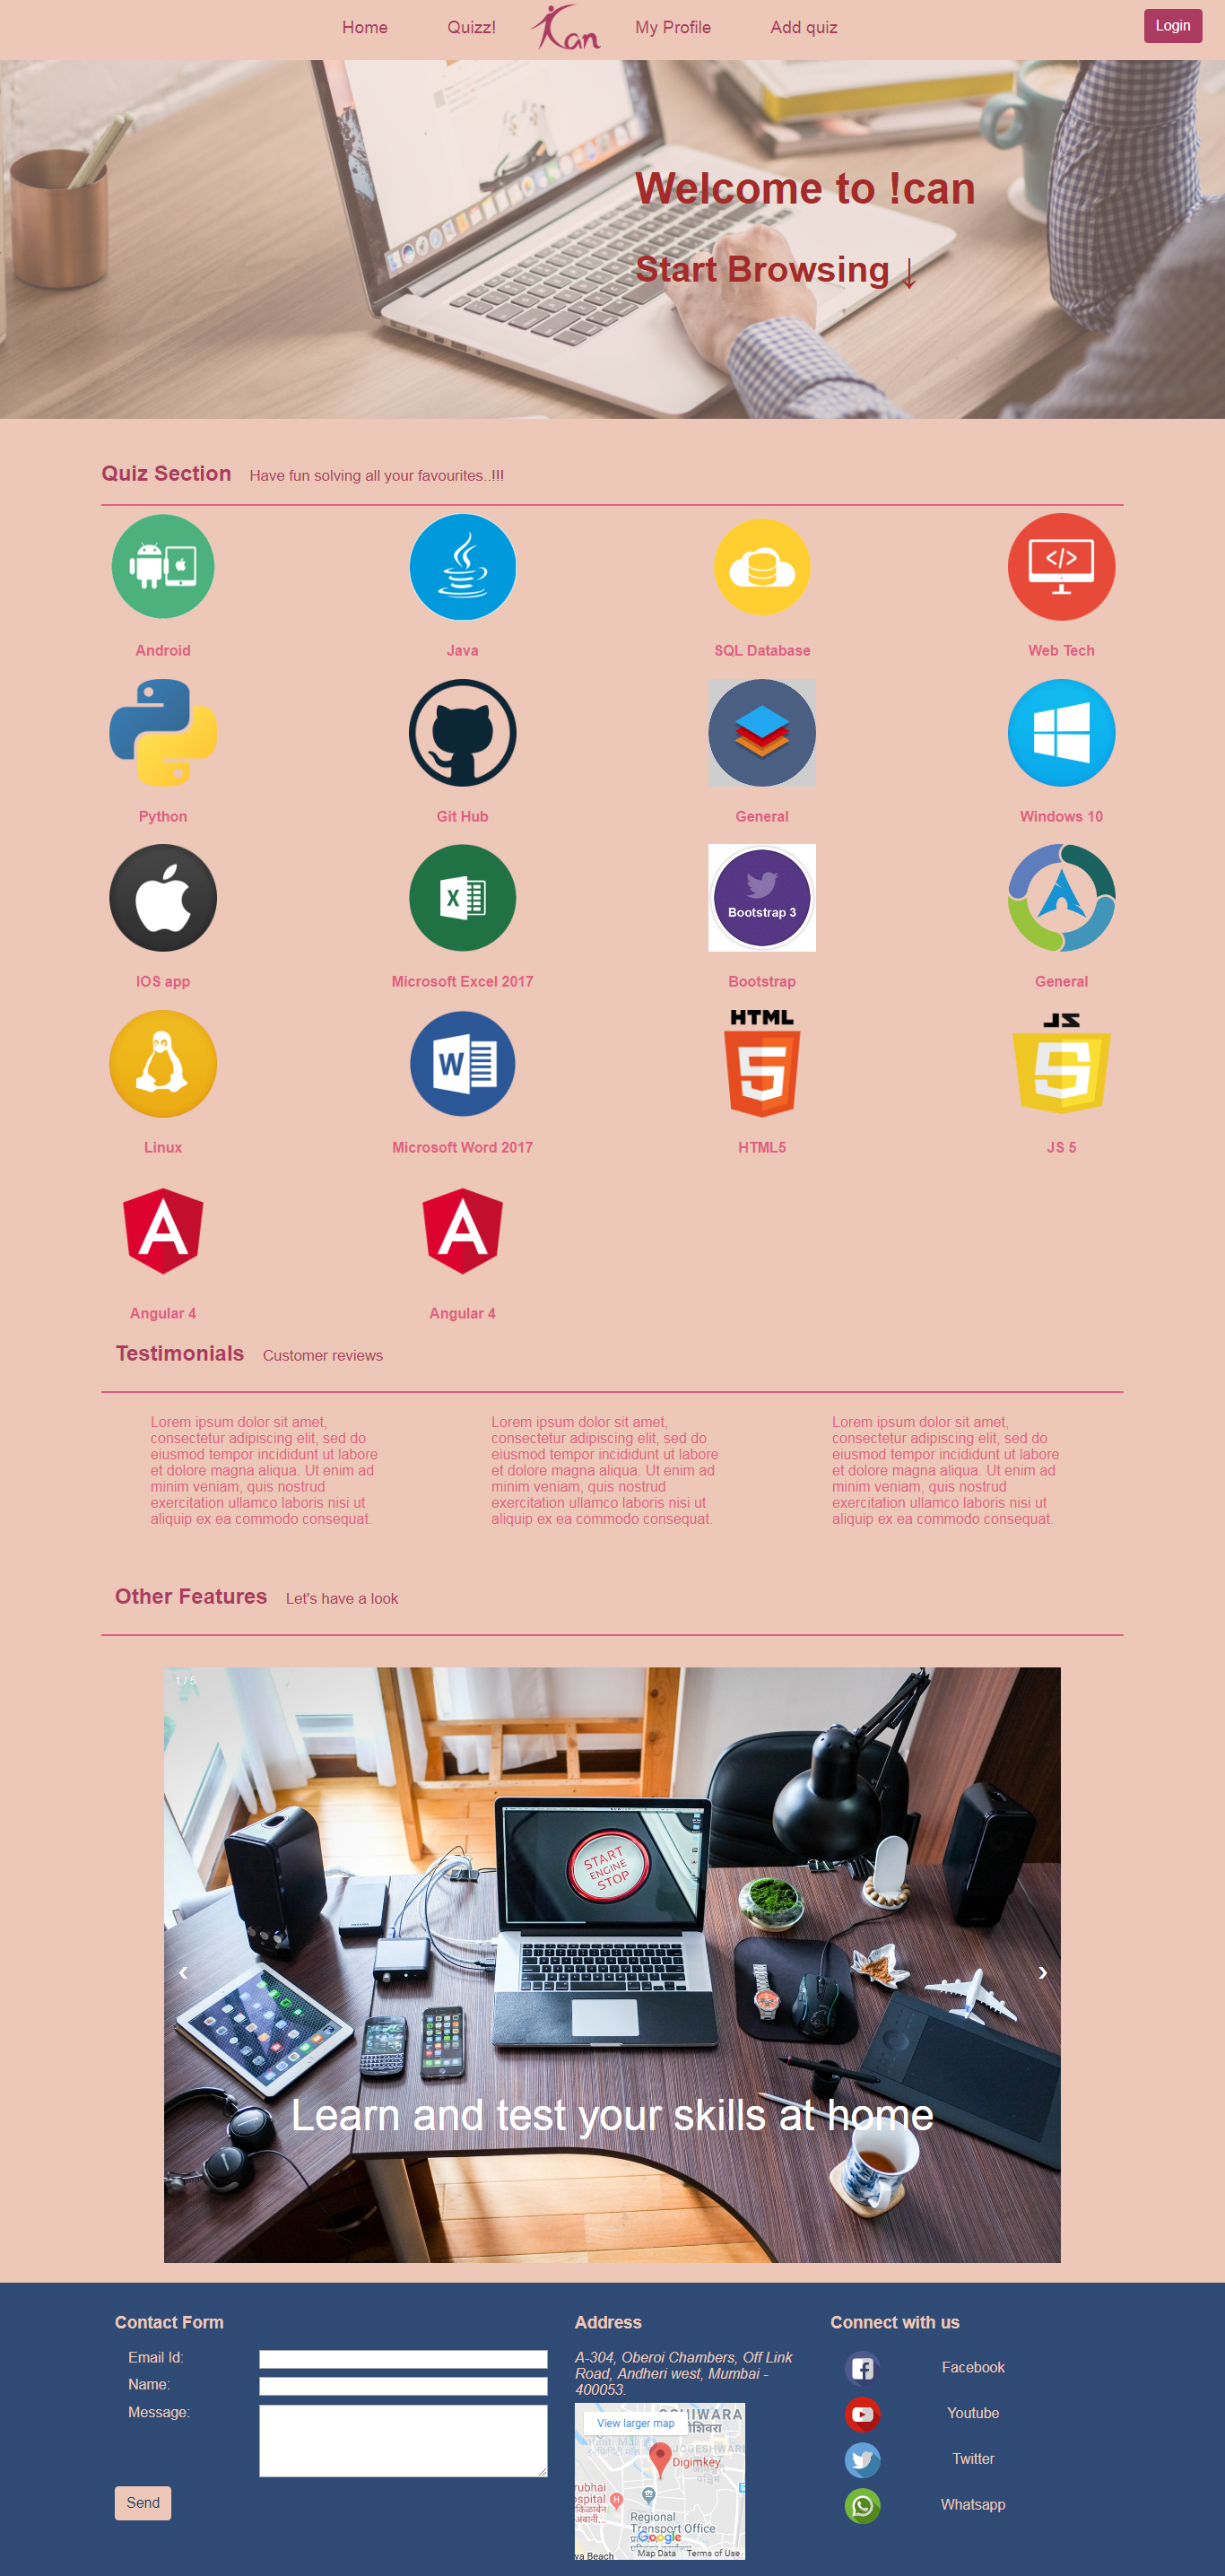 Home Quizz! Kan My Profile Add quiz Login
Welcome to !can
Start Browsing ↓
Quiz Section Have fun solving all your favourites..!!!
Android Java SQL Database Web Tech
Python Git Hub General Windows 10
Bootstrap 3
IOS app Microsoft Excel 2017 Bootstrap General
HTML JS
Linux Microsoft Word 2017 HTML5 JS 5
Angular 4 Angular 4
Testimonials Customer reviews
Lorem ipsum dolor sit amet,
consectetur adipiscing elit, sed do
eiusmod tempor incididunt ut labore
et dolore magna aliqua. Ut enim ad
minim veniam, quis nostrud
exercitation ullamco laboris nisi ut
aliquip ex ea commodo consequat.
Lorem ipsum dolor sit amet,
consectetur adipiscing elit, sed do
eiusmod tempor incididunt ut labore
et dolore magna aliqua. Ut enim ad
minim veniam, quis nostrud
exercitation ullamco laboris nisi ut
aliquip ex ea commodo consequat.
Lorem ipsum dolor sit amet,
consectetur adipiscing elit, sed do
eiusmod tempor incididunt ut labore
et dolore magna aliqua. Ut enim ad
minim veniam, quis nostrud
exercitation ullamco laboris nisi ut
aliquip ex ea commodo consequat.
Other Features Let's have a look
1 / 5
START
ENGINE
STOP
❮ ❯
Learn and test your skills at home
Contact Form
Email Id:
Name:
Message:
Send
Address
A-304, Oberoi Chambers, Off Link
Road, Andheri west, Mumbai -
400053.
View larger map
JOGESHWARI
Digimkey
Regional
Transport Office
Google
Map Data Terms of Use
va Beach
Connect with us
Facebook
Youtube
Twitter
Whatsapp